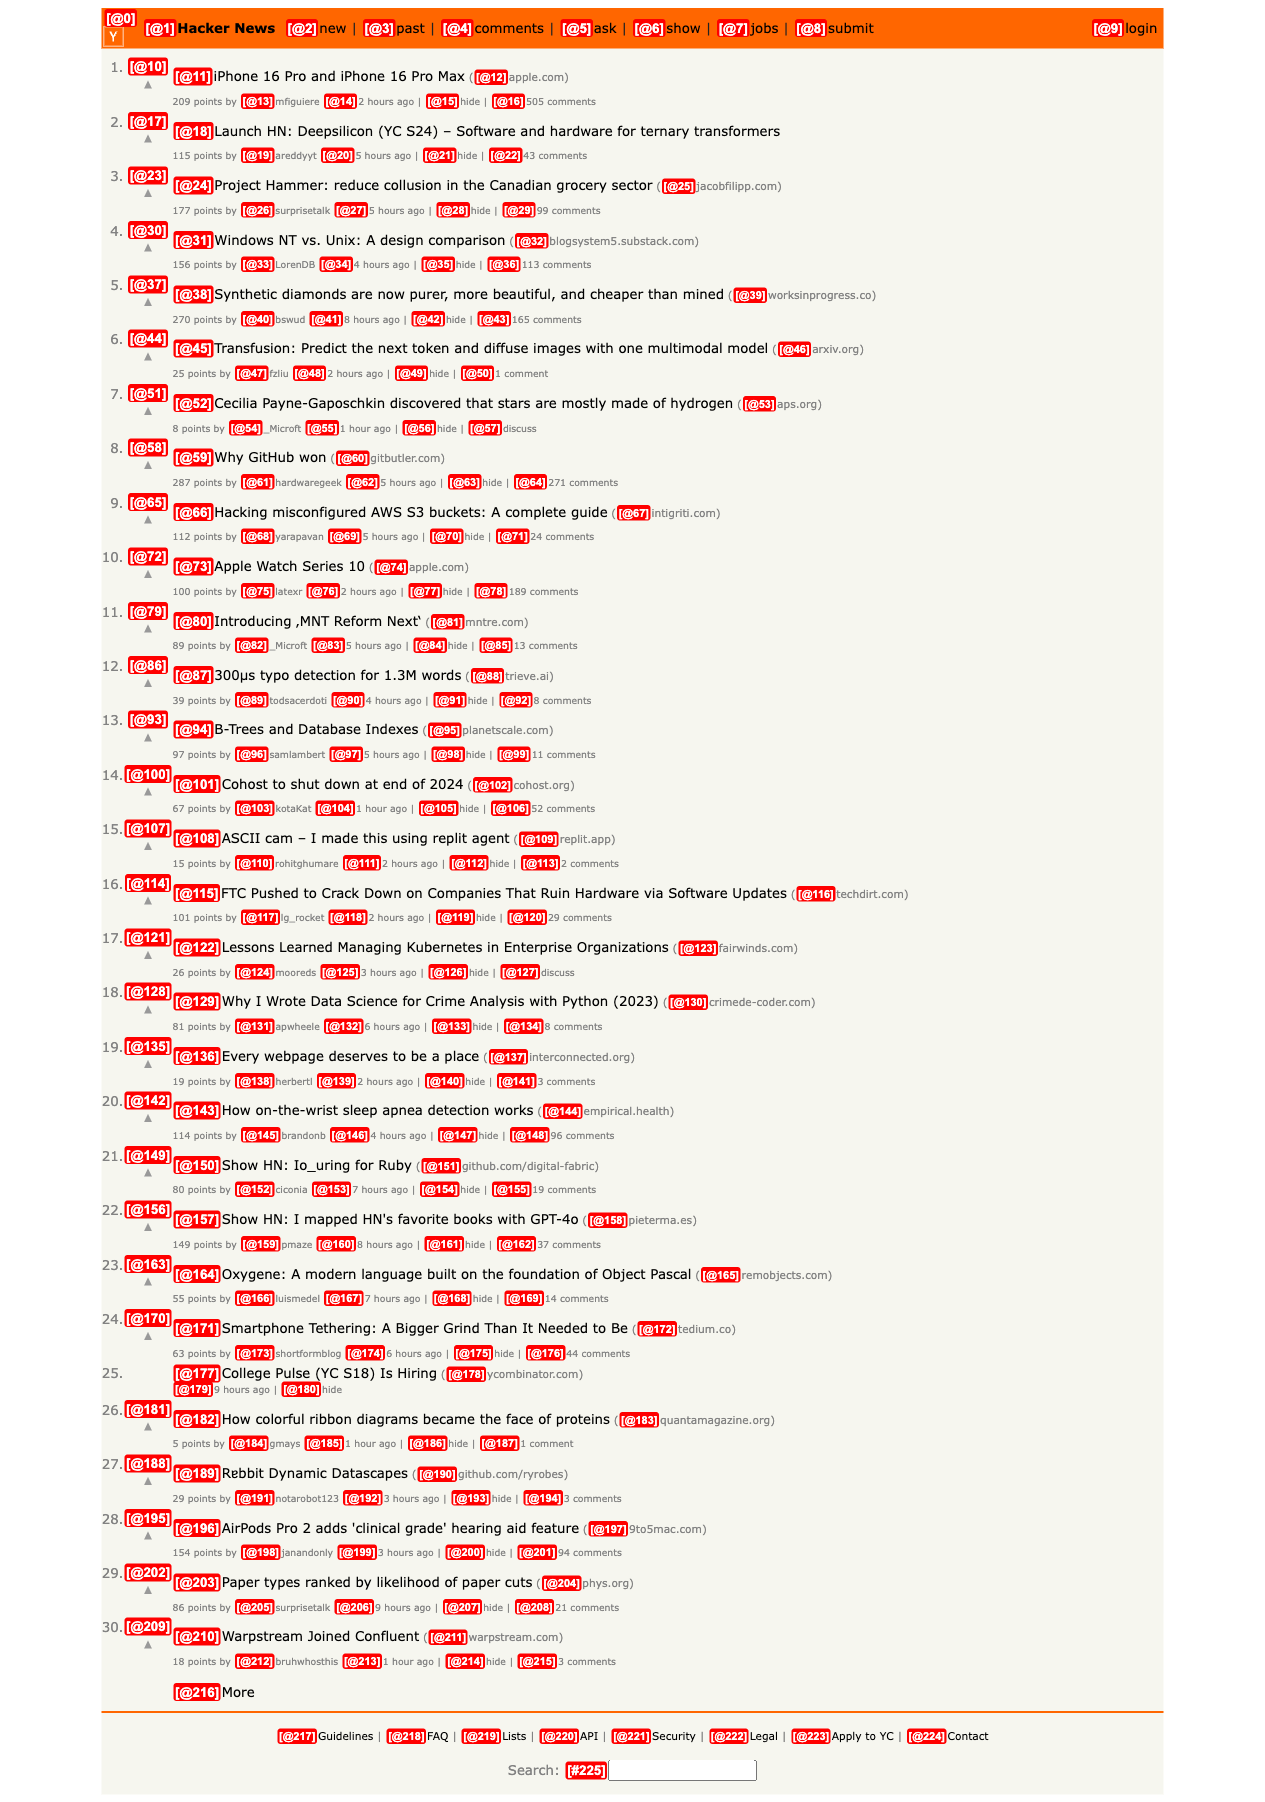 [@0]
Y [@1] Hacker News [@2] new | [@3] past | [@4] comments | [@5] ask | [@6] show | [@7] jobs | [@8] submit [@9] login
1. [@10] ▲ [@11] iPhone 16 Pro and iPhone 16 Pro Max ( [@12] apple.com)
209 points by [@13] mfiguiere [@14] 2 hours ago | [@15] hide | [@16] 505 comments
2. [@17] ▲ [@18] Launch HN: Deepsilicon (YC S24) – Software and hardware for ternary transformers
115 points by [@19] areddyyt [@20] 5 hours ago | [@21] hide | [@22] 43 comments
3. [@23] ▲ [@24] Project Hammer: reduce collusion in the Canadian grocery sector ( [@25] jacobfilipp.com)
177 points by [@26] surprisetalk [@27] 5 hours ago | [@28] hide | [@29] 99 comments
4. [@30] ▲ [@31] Windows NT vs. Unix: A design comparison ( [@32] blogsystem5.substack.com)
156 points by [@33] LorenDB [@34] 4 hours ago | [@35] hide | [@36] 113 comments
5. [@37] ▲ [@38] Synthetic diamonds are now purer, more beautiful, and cheaper than mined ( [@39] worksinprogress.co)
270 points by [@40] bswud [@41] 8 hours ago | [@42] hide | [@43] 165 comments
6. [@44] ▲ [@45] Transfusion: Predict the next token and diffuse images with one multimodal model ( [@46] arxiv.org)
25 points by [@47] fzliu [@48] 2 hours ago | [@49] hide | [@50] 1 comment
7. [@51] ▲ [@52] Cecilia Payne-Gaposchkin discovered that stars are mostly made of hydrogen ( [@53] aps.org)
8 points by [@54] _Microft [@55] 1 hour ago | [@56] hide | [@57] discuss
8. [@58] ▲ [@59] Why GitHub won ( [@60] gitbutler.com)
287 points by [@61] hardwaregeek [@62] 5 hours ago | [@63] hide | [@64] 271 comments
9. [@65] ▲ [@66] Hacking misconfigured AWS S3 buckets: A complete guide ( [@67] intigriti.com)
112 points by [@68] yarapavan [@69] 5 hours ago | [@70] hide | [@71] 24 comments
10. [@72] ▲ [@73] Apple Watch Series 10 ( [@74] apple.com)
100 points by [@75] latexr [@76] 2 hours ago | [@77] hide | [@78] 189 comments
11. [@79] ▲ [@80] Introducing ‚MNT Reform Next‘ ( [@81] mntre.com)
89 points by [@82] _Microft [@83] 5 hours ago | [@84] hide | [@85] 13 comments
12. [@86] ▲ [@87] 300µs typo detection for 1.3M words ( [@88] trieve.ai)
39 points by [@89] todsacerdoti [@90] 4 hours ago | [@91] hide | [@92] 8 comments
13. [@93] ▲ [@94] B-Trees and Database Indexes ( [@95] planetscale.com)
97 points by [@96] samlambert [@97] 5 hours ago | [@98] hide | [@99] 11 comments
14. [@100] ▲ [@101] Cohost to shut down at end of 2024 ( [@102] cohost.org)
67 points by [@103] kotaKat [@104] 1 hour ago | [@105] hide | [@106] 52 comments
15. [@107] ▲ [@108] ASCII cam – I made this using replit agent ( [@109] replit.app)
15 points by [@110] rohitghumare [@111] 2 hours ago | [@112] hide | [@113] 2 comments
16. [@114] ▲ [@115] FTC Pushed to Crack Down on Companies That Ruin Hardware via Software Updates ( [@116] techdirt.com)
101 points by [@117] lg_rocket [@118] 2 hours ago | [@119] hide | [@120] 29 comments
17. [@121] ▲ [@122] Lessons Learned Managing Kubernetes in Enterprise Organizations ( [@123] fairwinds.com)
26 points by [@124] mooreds [@125] 3 hours ago | [@126] hide | [@127] discuss
18. [@128] ▲ [@129] Why I Wrote Data Science for Crime Analysis with Python (2023) ( [@130] crimede-coder.com)
81 points by [@131] apwheele [@132] 6 hours ago | [@133] hide | [@134] 8 comments
19. [@135] ▲ [@136] Every webpage deserves to be a place ( [@137] interconnected.org)
19 points by [@138] herbertl [@139] 2 hours ago | [@140] hide | [@141] 3 comments
20. [@142] ▲ [@143] How on-the-wrist sleep apnea detection works ( [@144] empirical.health)
114 points by [@145] brandonb [@146] 4 hours ago | [@147] hide | [@148] 96 comments
21. [@149] ▲ [@150] Show HN: Io_uring for Ruby ( [@151] github.com/digital-fabric)
80 points by [@152] ciconia [@153] 7 hours ago | [@154] hide | [@155] 19 comments
22. [@156] ▲ [@157] Show HN: I mapped HN's favorite books with GPT-4o ( [@158] pieterma.es)
149 points by [@159] pmaze [@160] 8 hours ago | [@161] hide | [@162] 37 comments
23. [@163] ▲ [@164] Oxygene: A modern language built on the foundation of Object Pascal ( [@165] remobjects.com)
55 points by [@166] luismedel [@167] 7 hours ago | [@168] hide | [@169] 14 comments
24. [@170] ▲ [@171] Smartphone Tethering: A Bigger Grind Than It Needed to Be ( [@172] tedium.co)
63 points by [@173] shortformblog [@174] 6 hours ago | [@175] hide | [@176] 44 comments
25. [@177] College Pulse (YC S18) Is Hiring ( [@178] ycombinator.com)
[@179] 9 hours ago | [@180] hide
26. [@181] ▲ [@182] How colorful ribbon diagrams became the face of proteins ( [@183] quantamagazine.org)
5 points by [@184] gmays [@185] 1 hour ago | [@186] hide | [@187] 1 comment
27. [@188] ▲ [@189] Rɐbbit Dynamic Datascapes ( [@190] github.com/ryrobes)
29 points by [@191] notarobot123 [@192] 3 hours ago | [@193] hide | [@194] 3 comments
28. [@195] ▲ [@196] AirPods Pro 2 adds 'clinical grade' hearing aid feature ( [@197] 9to5mac.com)
154 points by [@198] janandonly [@199] 3 hours ago | [@200] hide | [@201] 94 comments
29. [@202] ▲ [@203] Paper types ranked by likelihood of paper cuts ( [@204] phys.org)
86 points by [@205] surprisetalk [@206] 9 hours ago | [@207] hide | [@208] 21 comments
30. [@209] ▲ [@210] Warpstream Joined Confluent ( [@211] warpstream.com)
18 points by [@212] bruhwhosthis [@213] 1 hour ago | [@214] hide | [@215] 3 comments
[@216] More
[@217] Guidelines | [@218] FAQ | [@219] Lists | [@220] API | [@221] Security | [@222] Legal | [@223] Apply to YC | [@224] Contact
Search: [#225]